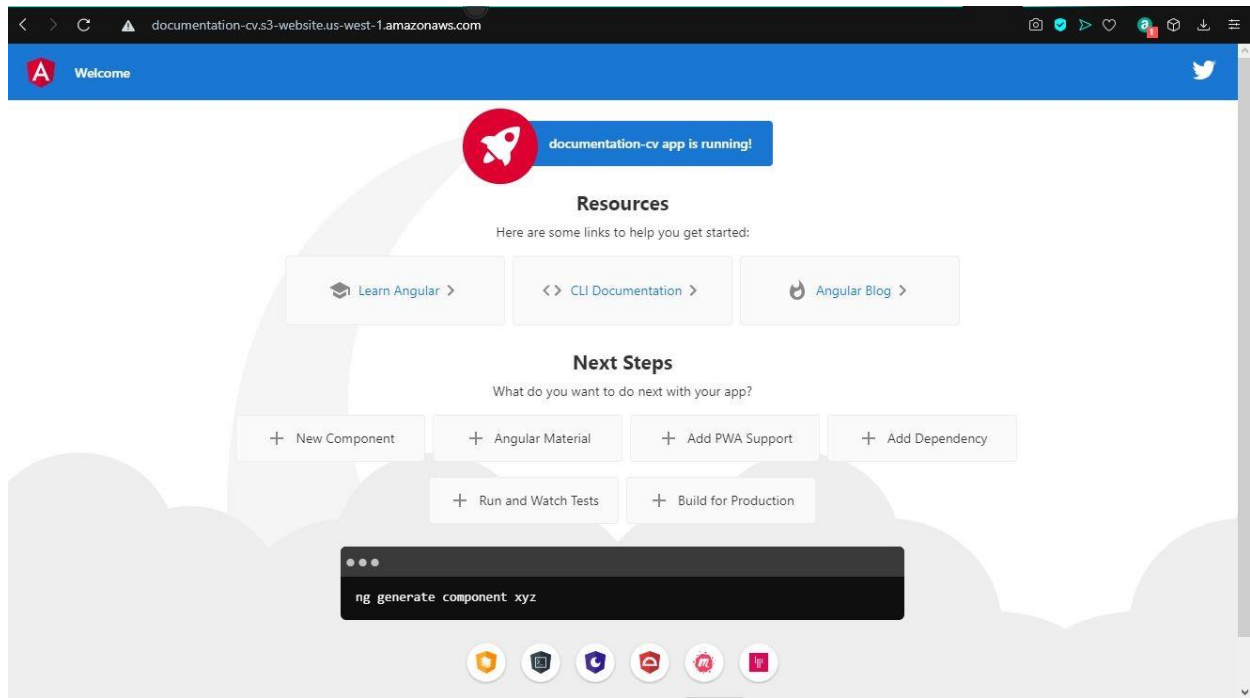 documentation-cv.s3-website.us-west-1.amazonaws.com
1
Welcome
documentation-cv app is running!
Resources
Here are some links to help you get started:
Learn Angular
CLI Documentation
Angular Blog
Next Steps
What do you want to do next with your app?
New Component
Angular Material
Add PWA Support
Add Dependency
Run and Watch Tests
Build for Production
ng generate component xyz